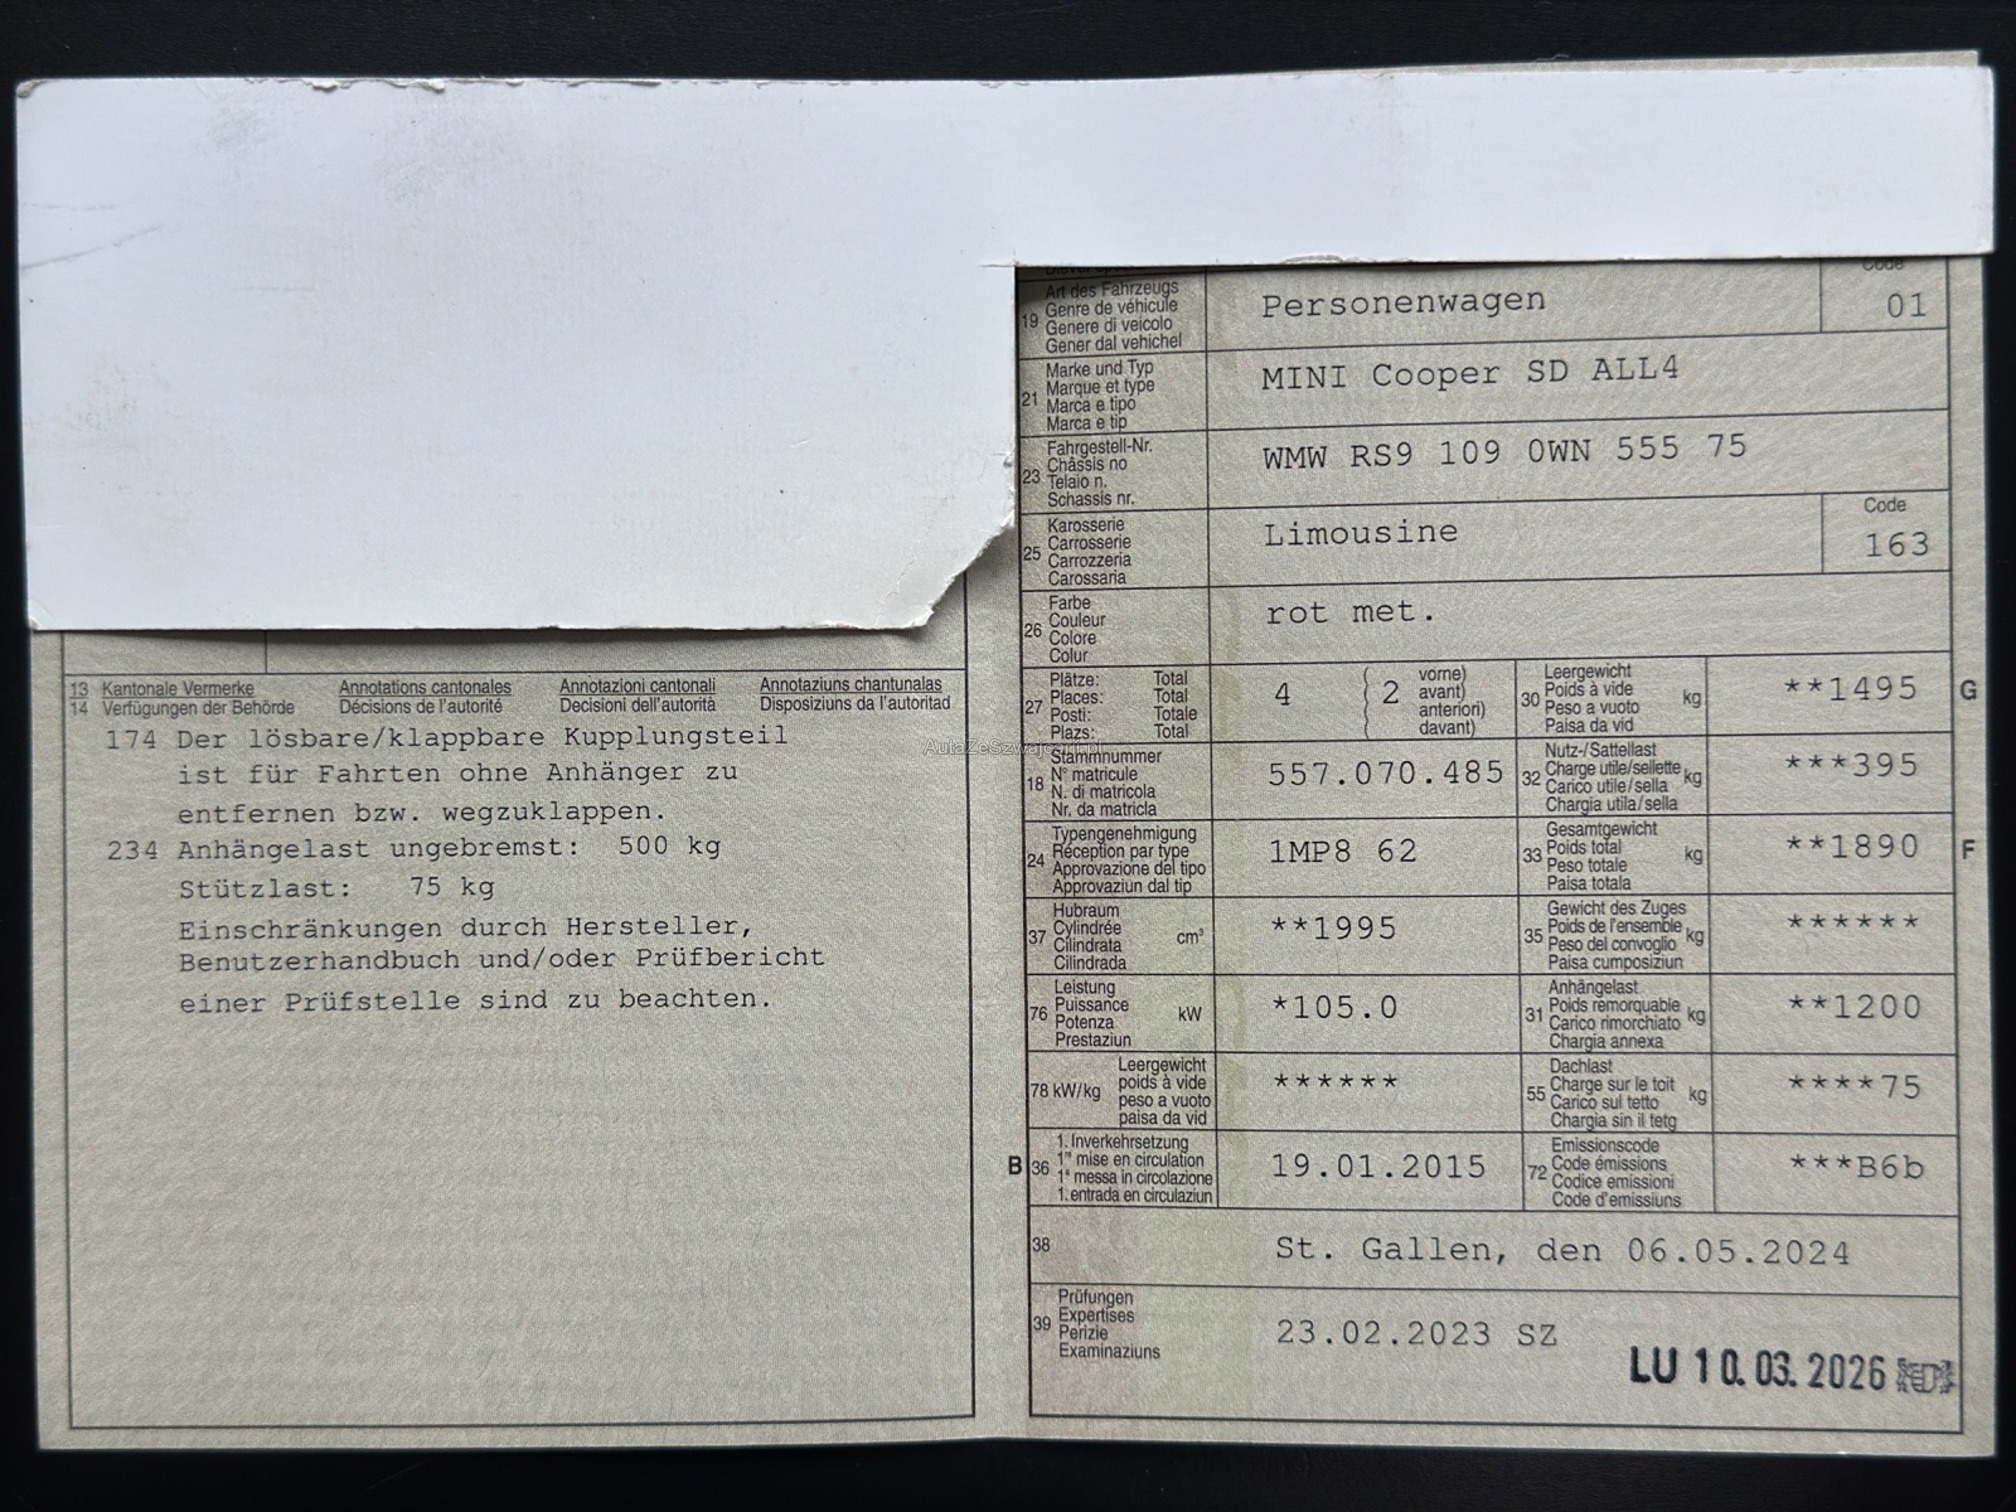 13 Kantonale Vermerke Annotations cantonales Annotazioni cantonali Annotaziuns chantunalas
14 Verfügungen der Behörde Décisions de l'autorité Decisioni dell'autorità Disposiziuns da l'autoritad
174 Der lösbare/klappbare Kupplungsteil
ist für Fahrten ohne Anhänger zu
entfernen bzw. wegzuklappen.
234 Anhängelast ungebremst: 500 kg
Stützlast: 75 kg
Einschränkungen durch Hersteller,
Benutzerhandbuch und/oder Prüfbericht
einer Prüfstelle sind zu beachten.
AutaZeSzwajcarii.pl
Code
19 Art des Fahrzeugs
Genre de véhicule
Genere di veicolo
Gener dal vehichel
Personenwagen 01
21 Marke und Typ
Marque et type
Marca e tipo
Marca e tip
MINI Cooper SD ALL4
23 Fahrgestell-Nr.
Châssis no
Telaio n.
Schassis nr.
WMW RS9 109 0WN 555 75
25 Karosserie
Carrosserie
Carrozzeria
Carossaria
Limousine
Code
163
26 Farbe
Couleur
Colore
Colur
rot met.
27 Plätze: Total
Places: Total
Posti: Totale
Plazs: Total
4 ( 2 vorne)
avant)
anteriori)
davant)
30 Leergewicht
Poids à vide
Peso a vuoto
Paisa da vid
kg **1495 G
18 Stammnummer
N° matricule
N. di matricola
Nr. da matricla
557.070.485
32 Nutz-/Sattellast
Charge utile/sellette
Carico utile/sella
Chargia utila/sella
kg ***395
24 Typengenehmigung
Réception par type
Approvazione del tipo
Approvaziun dal tip
1MP8 62
33 Gesamtgewicht
Poids total
Peso totale
Paisa totala
kg **1890 F
37 Hubraum
Cylindrée
Cilindrata
Cilindrada
cm³ **1995
35 Gewicht des Zuges
Poids de l'ensemble
Peso del convoglio
Paisa cumposiziun
kg ******
76 Leistung
Puissance
Potenza
Prestaziun
kW *105.0
31 Anhängelast
Poids remorquable
Carico rimorchiato
Chargia annexa
kg **1200
78 kW/kg Leergewicht
poids à vide
peso a vuoto
paisa da vid
******
55 Dachlast
Charge sur le toit
Carico sul tetto
Chargia sin il tetg
kg ****75
B 36 1. Inverkehrsetzung
1re mise en circulation
1a messa in circolazione
1. entrada en circulaziun
19.01.2015
72 Emissionscode
Code émissions
Codice emissioni
Code d'emissiuns
***B6b
38 St. Gallen, den 06.05.2024
39 Prüfungen
Expertises
Perizie
Examinaziuns
23.02.2023 SZ
LU 10.03.2026